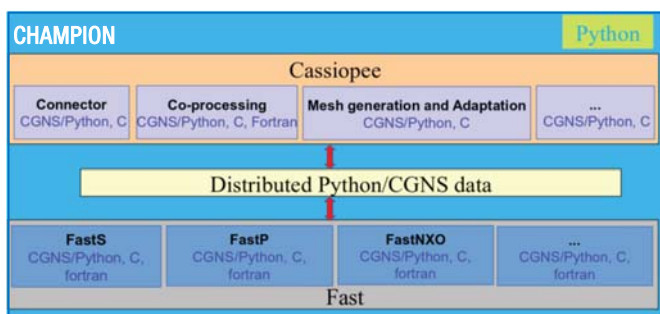 CHAMPION
Python
Cassiopee
Connector
CGNS/Python, C
Co-processing
CGNS/Python, C, Fortran
Mesh generation and Adaptation
CGNS/Python, C
...
CGNS/Python, C
Distributed Python/CGNS data
FastS
CGNS/Python, C,
fortran
FastP
CGNS/Python, C,
fortran
FastNXO
CGNS/Python, C,
fortran
...
CGNS/Python, C,
fortran
Fast